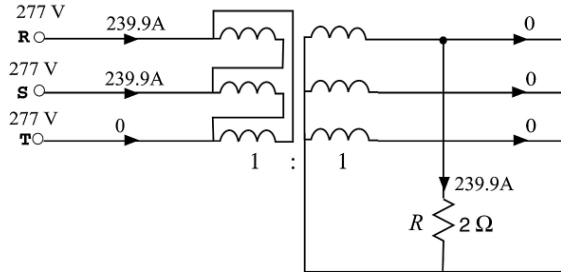 277 V
R 239.9A 0
277 V
S 239.9A 0
277 V
T 0 0
1 : 1
239.9A
R 2 Ω